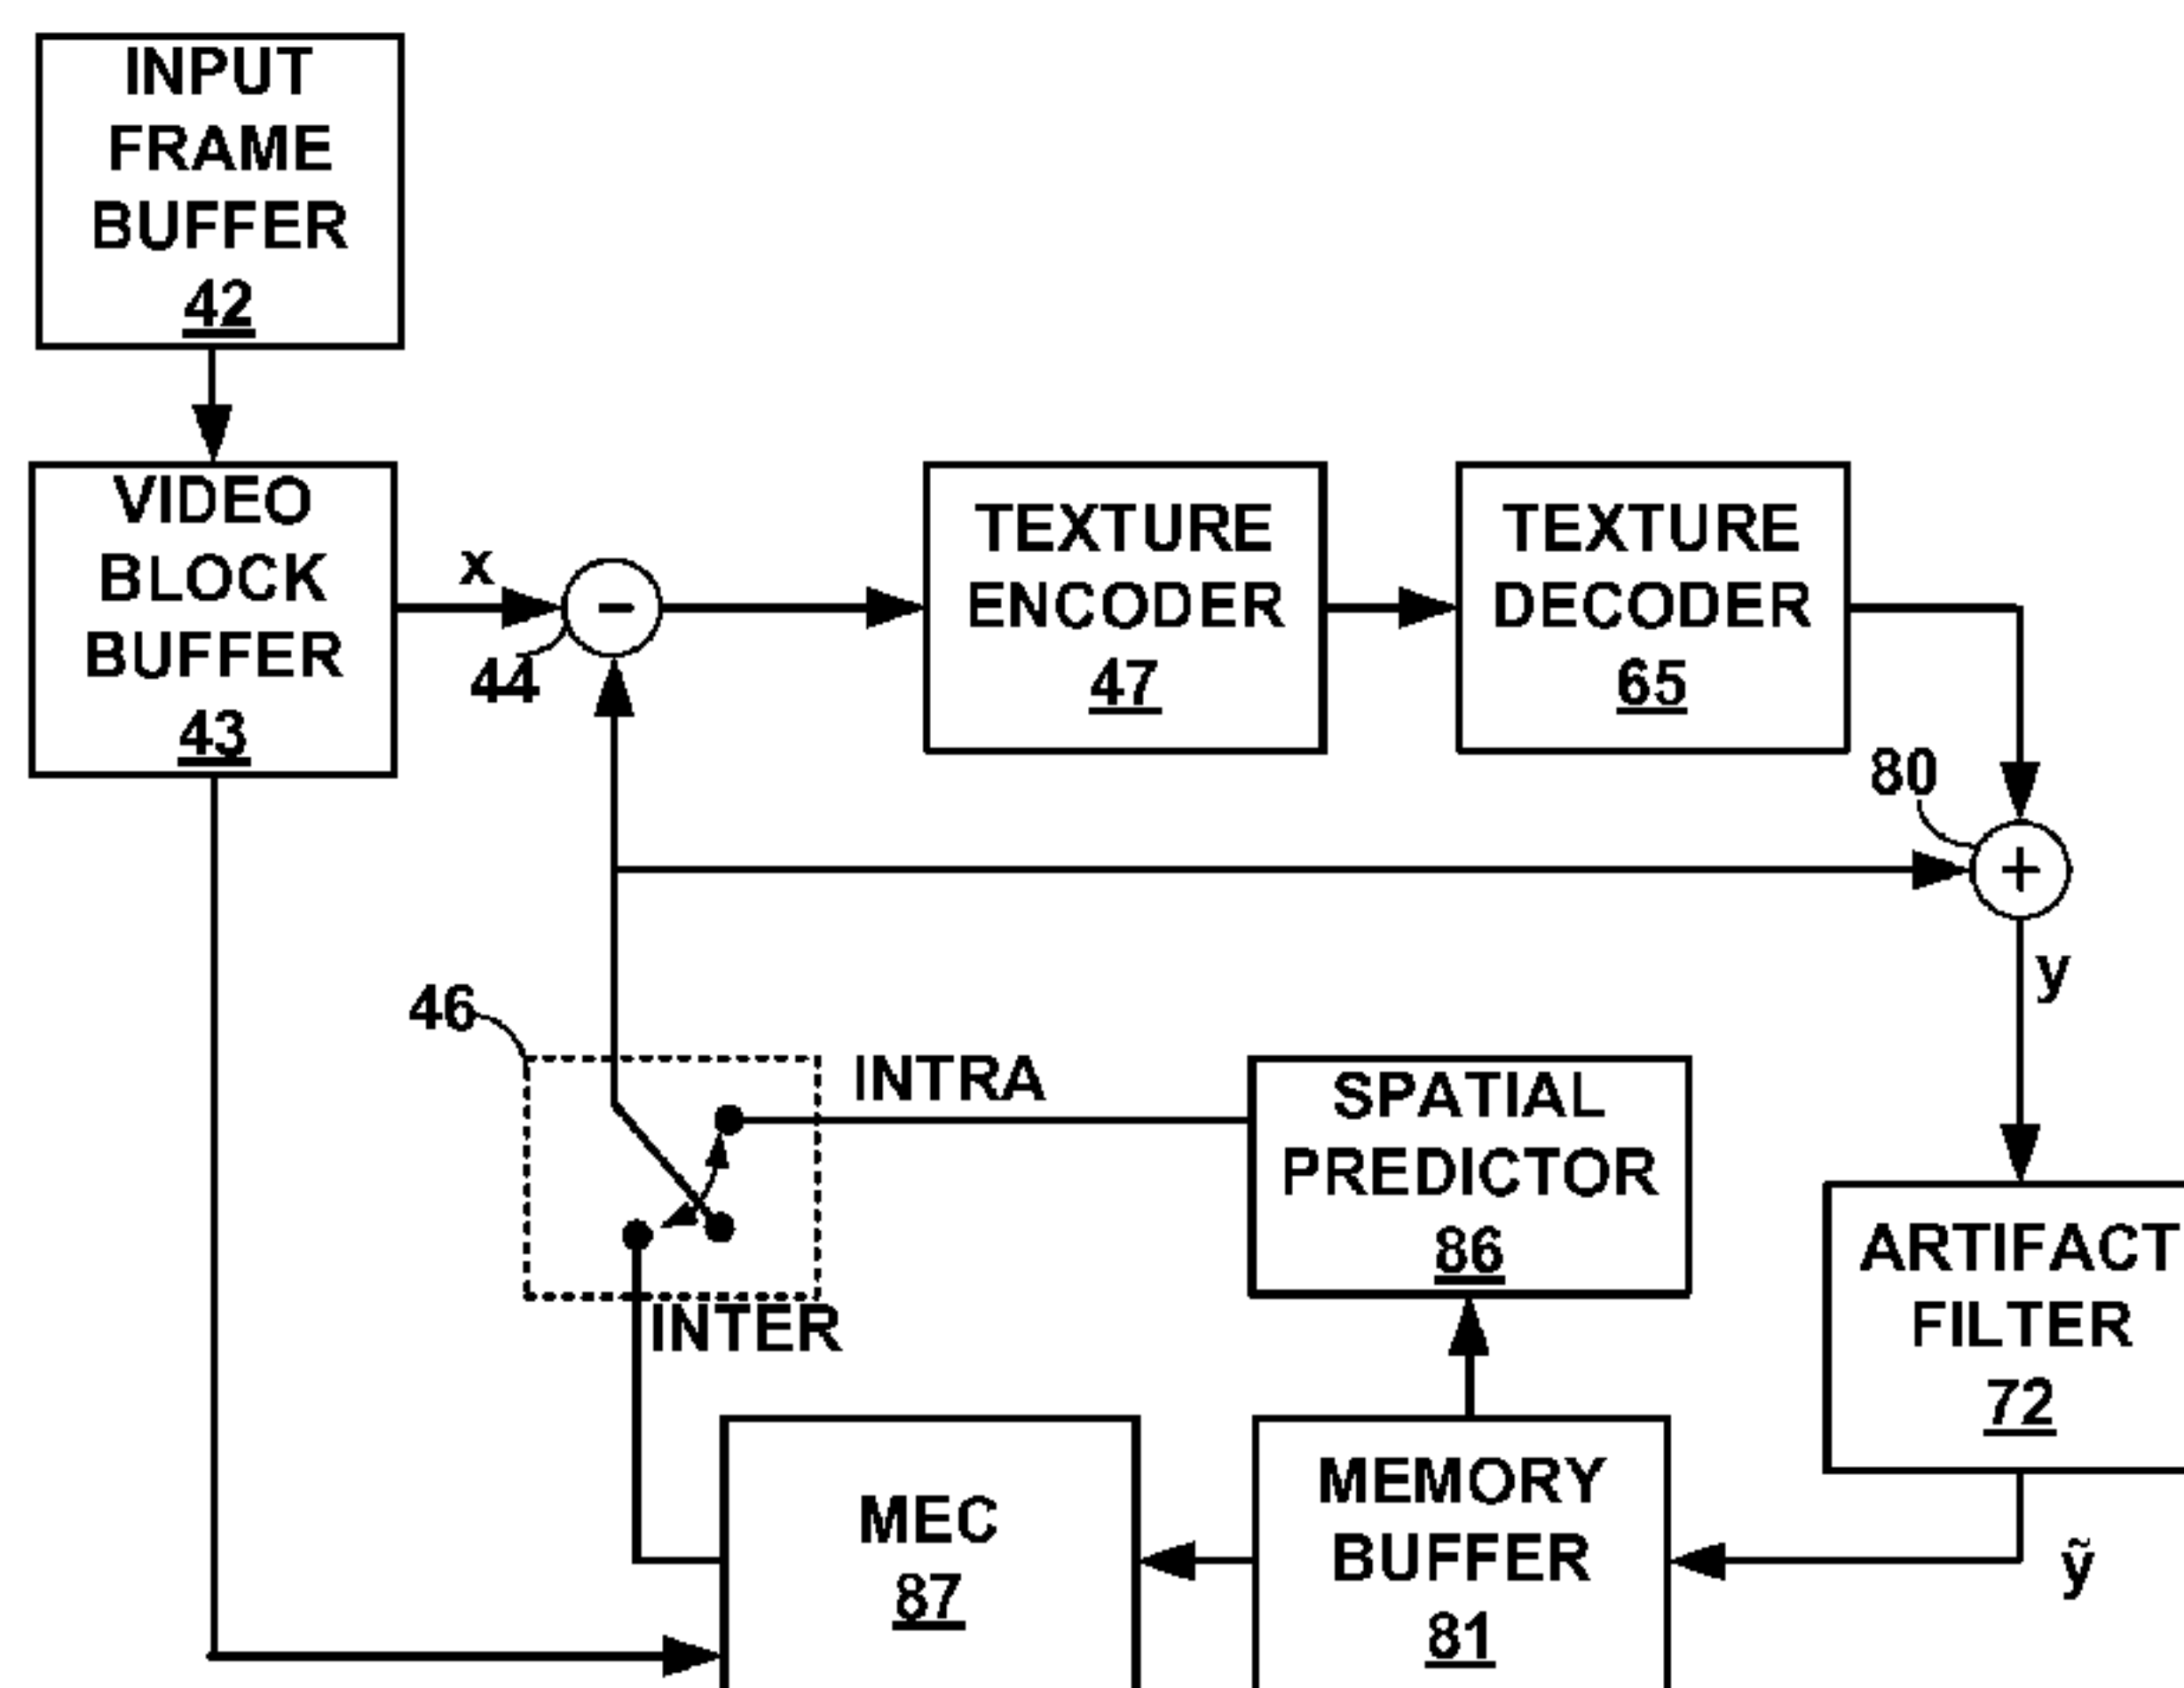 INPUT
FRAME
BUFFER
42
VIDEO
BLOCK
BUFFER
43
x
44
-
TEXTURE
ENCODER
47
TEXTURE
DECODER
65
80
+
y
46
INTRA
INTER
SPATIAL
PREDICTOR
86
ARTIFACT
FILTER
72
MEC
87
MEMORY
BUFFER
81
ỹ